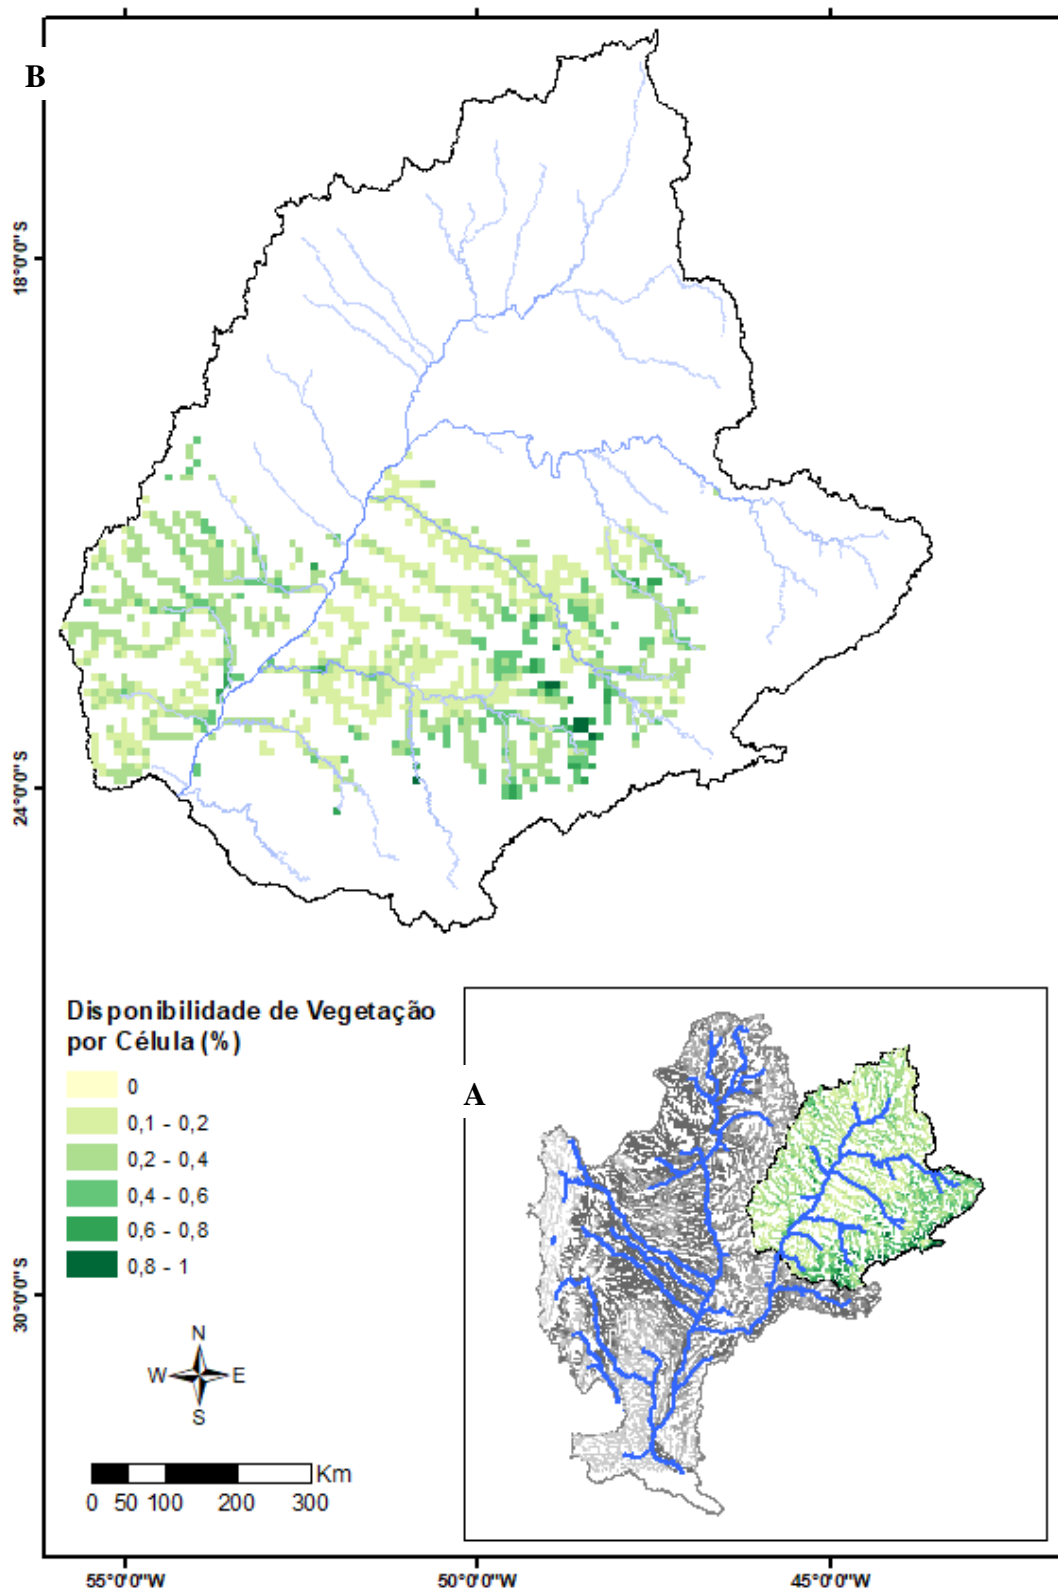 B
18°0'0"S
24°0'0"S
30°0'0"S
Disponibilidade de Vegetação
por Célula (%)
0
0,1 - 0,2
0,2 - 0,4
0,4 - 0,6
0,6 - 0,8
0,8 - 1
A
N
W E
S
Km
0 50 100 200 300
55°0'0"W 50°0'0"W 45°0'0"W